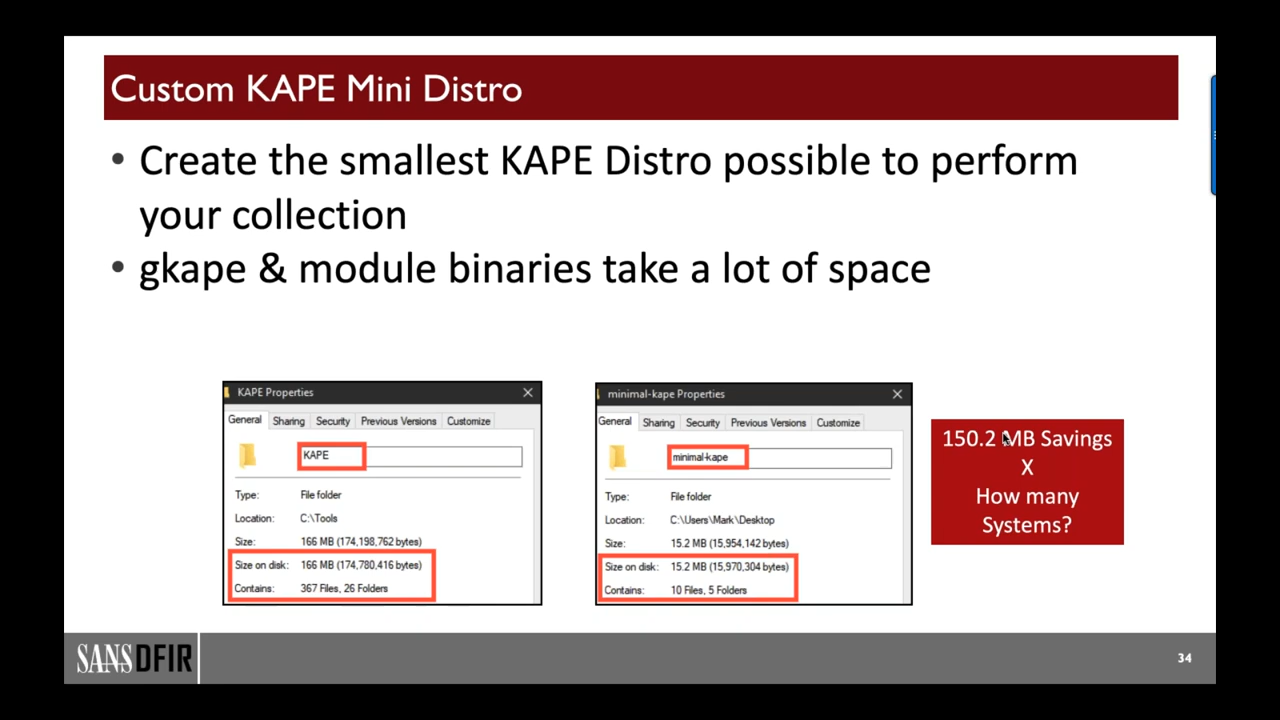 Custom KAPE Mini Distro
• Create the smallest KAPE Distro possible to perform
your collection
• gkape & module binaries take a lot of space
KAPE Properties
General Sharing Security Previous Versions Customize
KAPE
Type: File folder
Location: C:\Tools
Size: 166 MB (174,198,762 bytes)
Size on disk: 166 MB (174,780,416 bytes)
Contains: 367 Files, 26 Folders
minimal-kape Properties
General Sharing Security Previous Versions Customize
minimal-kape
Type: File folder
Location: C:\Users\Mark\Desktop
Size: 15.2 MB (15,954,142 bytes)
Size on disk: 15.2 MB (15,970,304 bytes)
Contains: 10 Files, 5 Folders
150.2 MB Savings
X
How many
Systems?
SANS DFIR
34